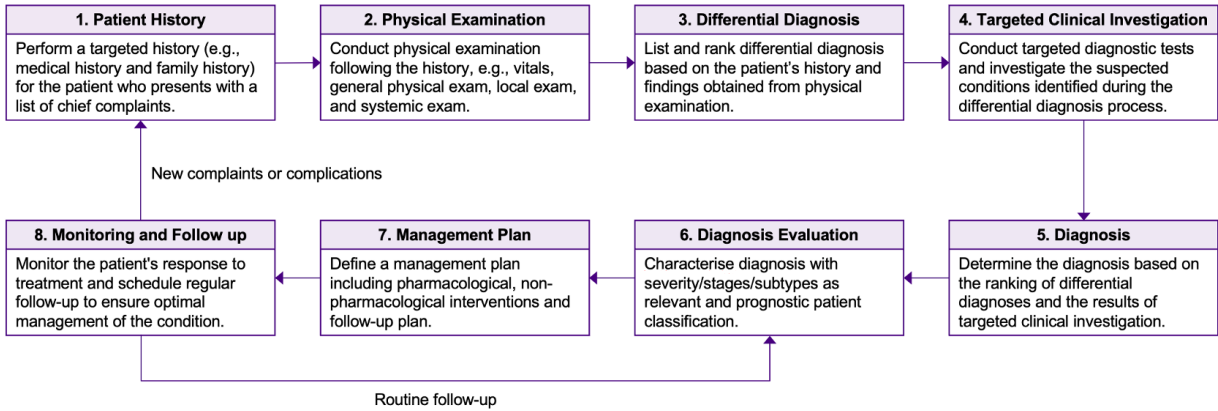 1. Patient History
Perform a targeted history (e.g.,
medical history and family history)
for the patient who presents with a
list of chief complaints.
2. Physical Examination
Conduct physical examination
following the history, e.g., vitals,
general physical exam, local exam,
and systemic exam.
3. Differential Diagnosis
List and rank differential diagnosis
based on the patient's history and
findings obtained from physical
examination.
4. Targeted Clinical Investigation
Conduct targeted diagnostic tests
and investigate the suspected
conditions identified during the
differential diagnosis process.
New complaints or complications
8. Monitoring and Follow up
Monitor the patient's response to
treatment and schedule regular
follow-up to ensure optimal
management of the condition.
7. Management Plan
Define a management plan
including pharmacological, non-
pharmacological interventions and
follow-up plan.
6. Diagnosis Evaluation
Characterise diagnosis with
severity/stages/subtypes as
relevant and prognostic patient
classification.
5. Diagnosis
Determine the diagnosis based on
the ranking of differential
diagnoses and the results of
targeted clinical investigation.
Routine follow-up